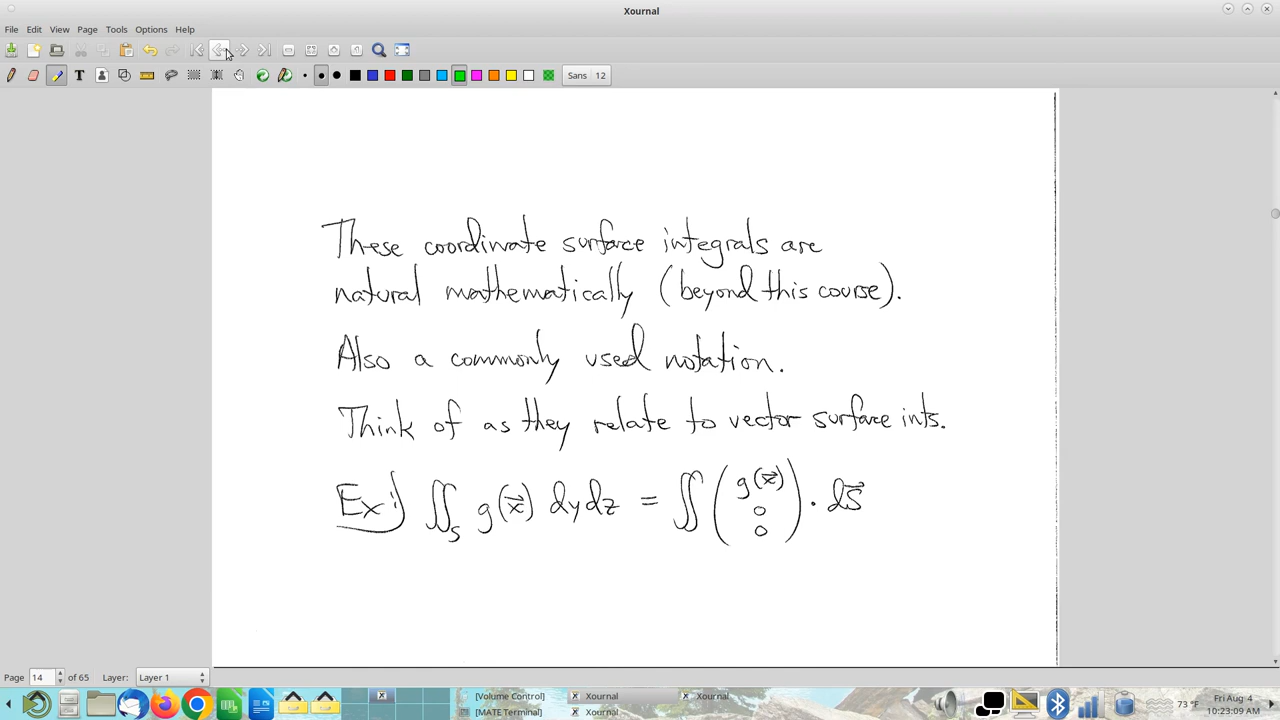 Xournal
File Edit View Page Tools Options Help
Sans 12
These coordinate surface integrals are
natural mathematically (beyond this course).
Also a commonly used notation.
Think of as they relate to vector surface ints.
Ex:) ∬_S g(x⃗) dydz = ∬ (g(x⃗) 0 0) · dS⃗
Page 14 of 65 Layer: Layer 1
[Volume Control] Xournal Xournal 73 °F Fri Aug 4
[MATE Terminal] Xournal 10:23:09 AM